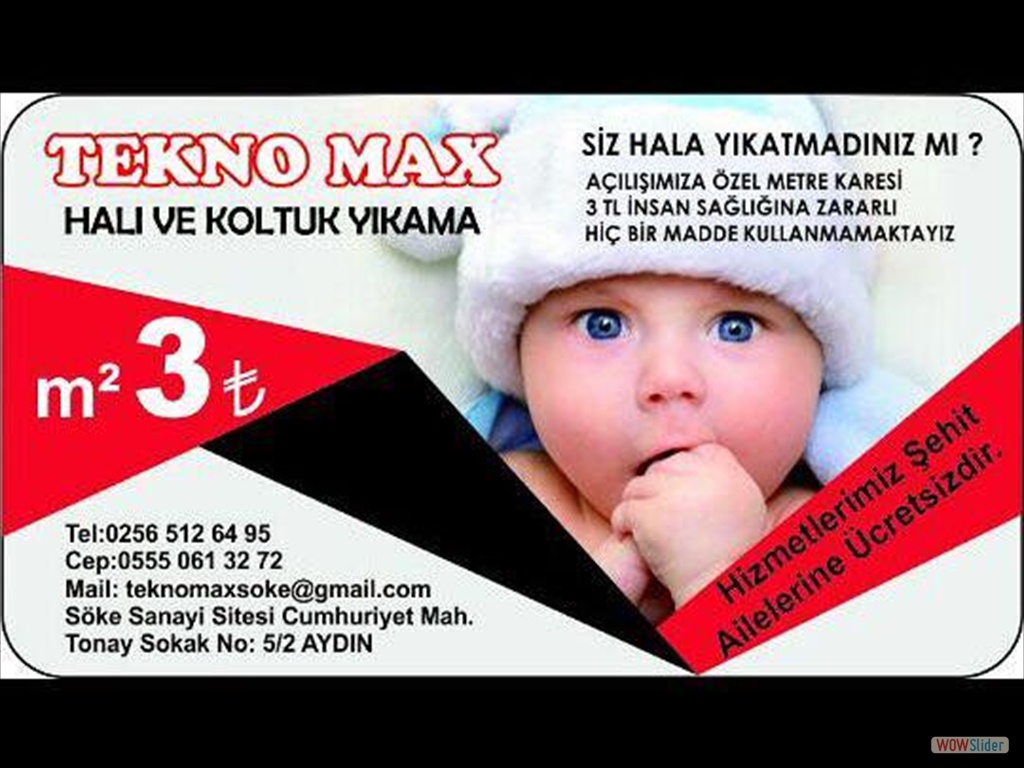 TEKNO MAX
HALI VE KOLTUK YIKAMA
SİZ HALA YIKATMADINIZ MI ?
AÇILIŞIMIZA ÖZEL METRE KARESİ
3 TL İNSAN SAĞLIĞINA ZARARLI
HİÇ BİR MADDE KULLANMAMAKTAYIZ
m² 3 ₺
Tel:0256 512 64 95
Cep:0555 061 32 72
Mail: teknomaxsoke@gmail.com
Söke Sanayi Sitesi Cumhuriyet Mah.
Tonay Sokak No: 5/2 AYDIN
Hizmetlerimiz Şehit
Ailelerine Ücretsizdir.
WOWSlider